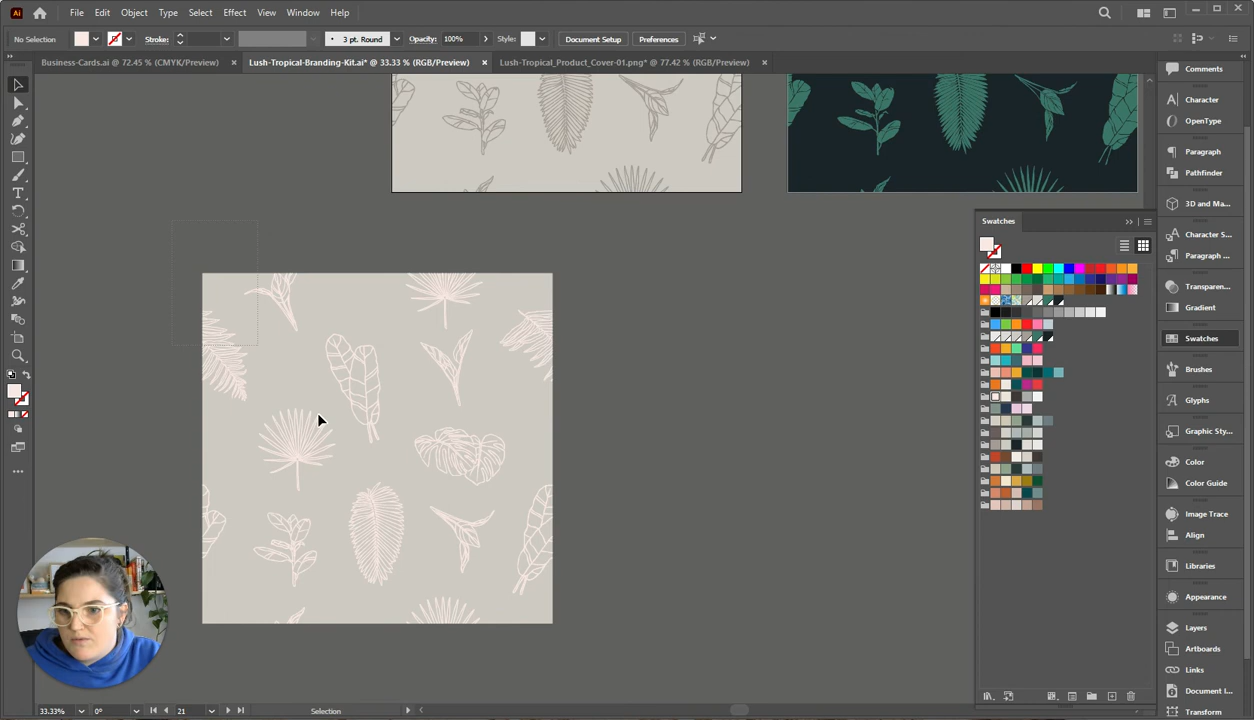 Ai File Edit Object Type Select Effect View Window Help
No Selection Stroke: 3 pt. Round Opacity: 100% Style: Document Setup Preferences
Business-Cards.ai @ 72.45 % (CMYK/Preview) Lush-Tropical-Branding-Kit.ai* @ 33.33 % (RGB/Preview) Lush-Tropical_Product_Cover-01.png* @ 77.42 % (RGB/Preview)
Comments
Character
OpenType
Paragraph
Pathfinder
3D and Ma...
Swatches
Character S...
Paragraph ...
Transparen...
Gradient
Swatches
Brushes
Glyphs
Graphic Sty...
Color
Color Guide
Image Trace
Align
Libraries
Appearance
Layers
Artboards
Links
Document I...
Transform
33.33% 0° 21 Selection